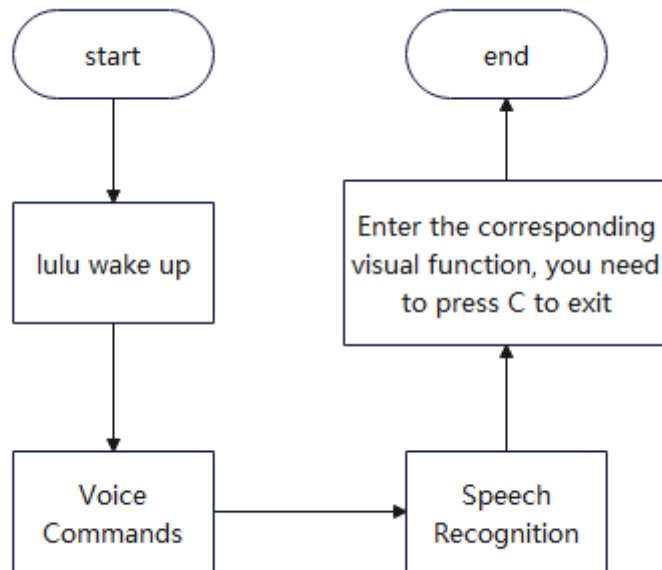 start
lulu wake up
Voice
Commands
Speech
Recognition
Enter the corresponding
visual function, you need
to press C to exit
end